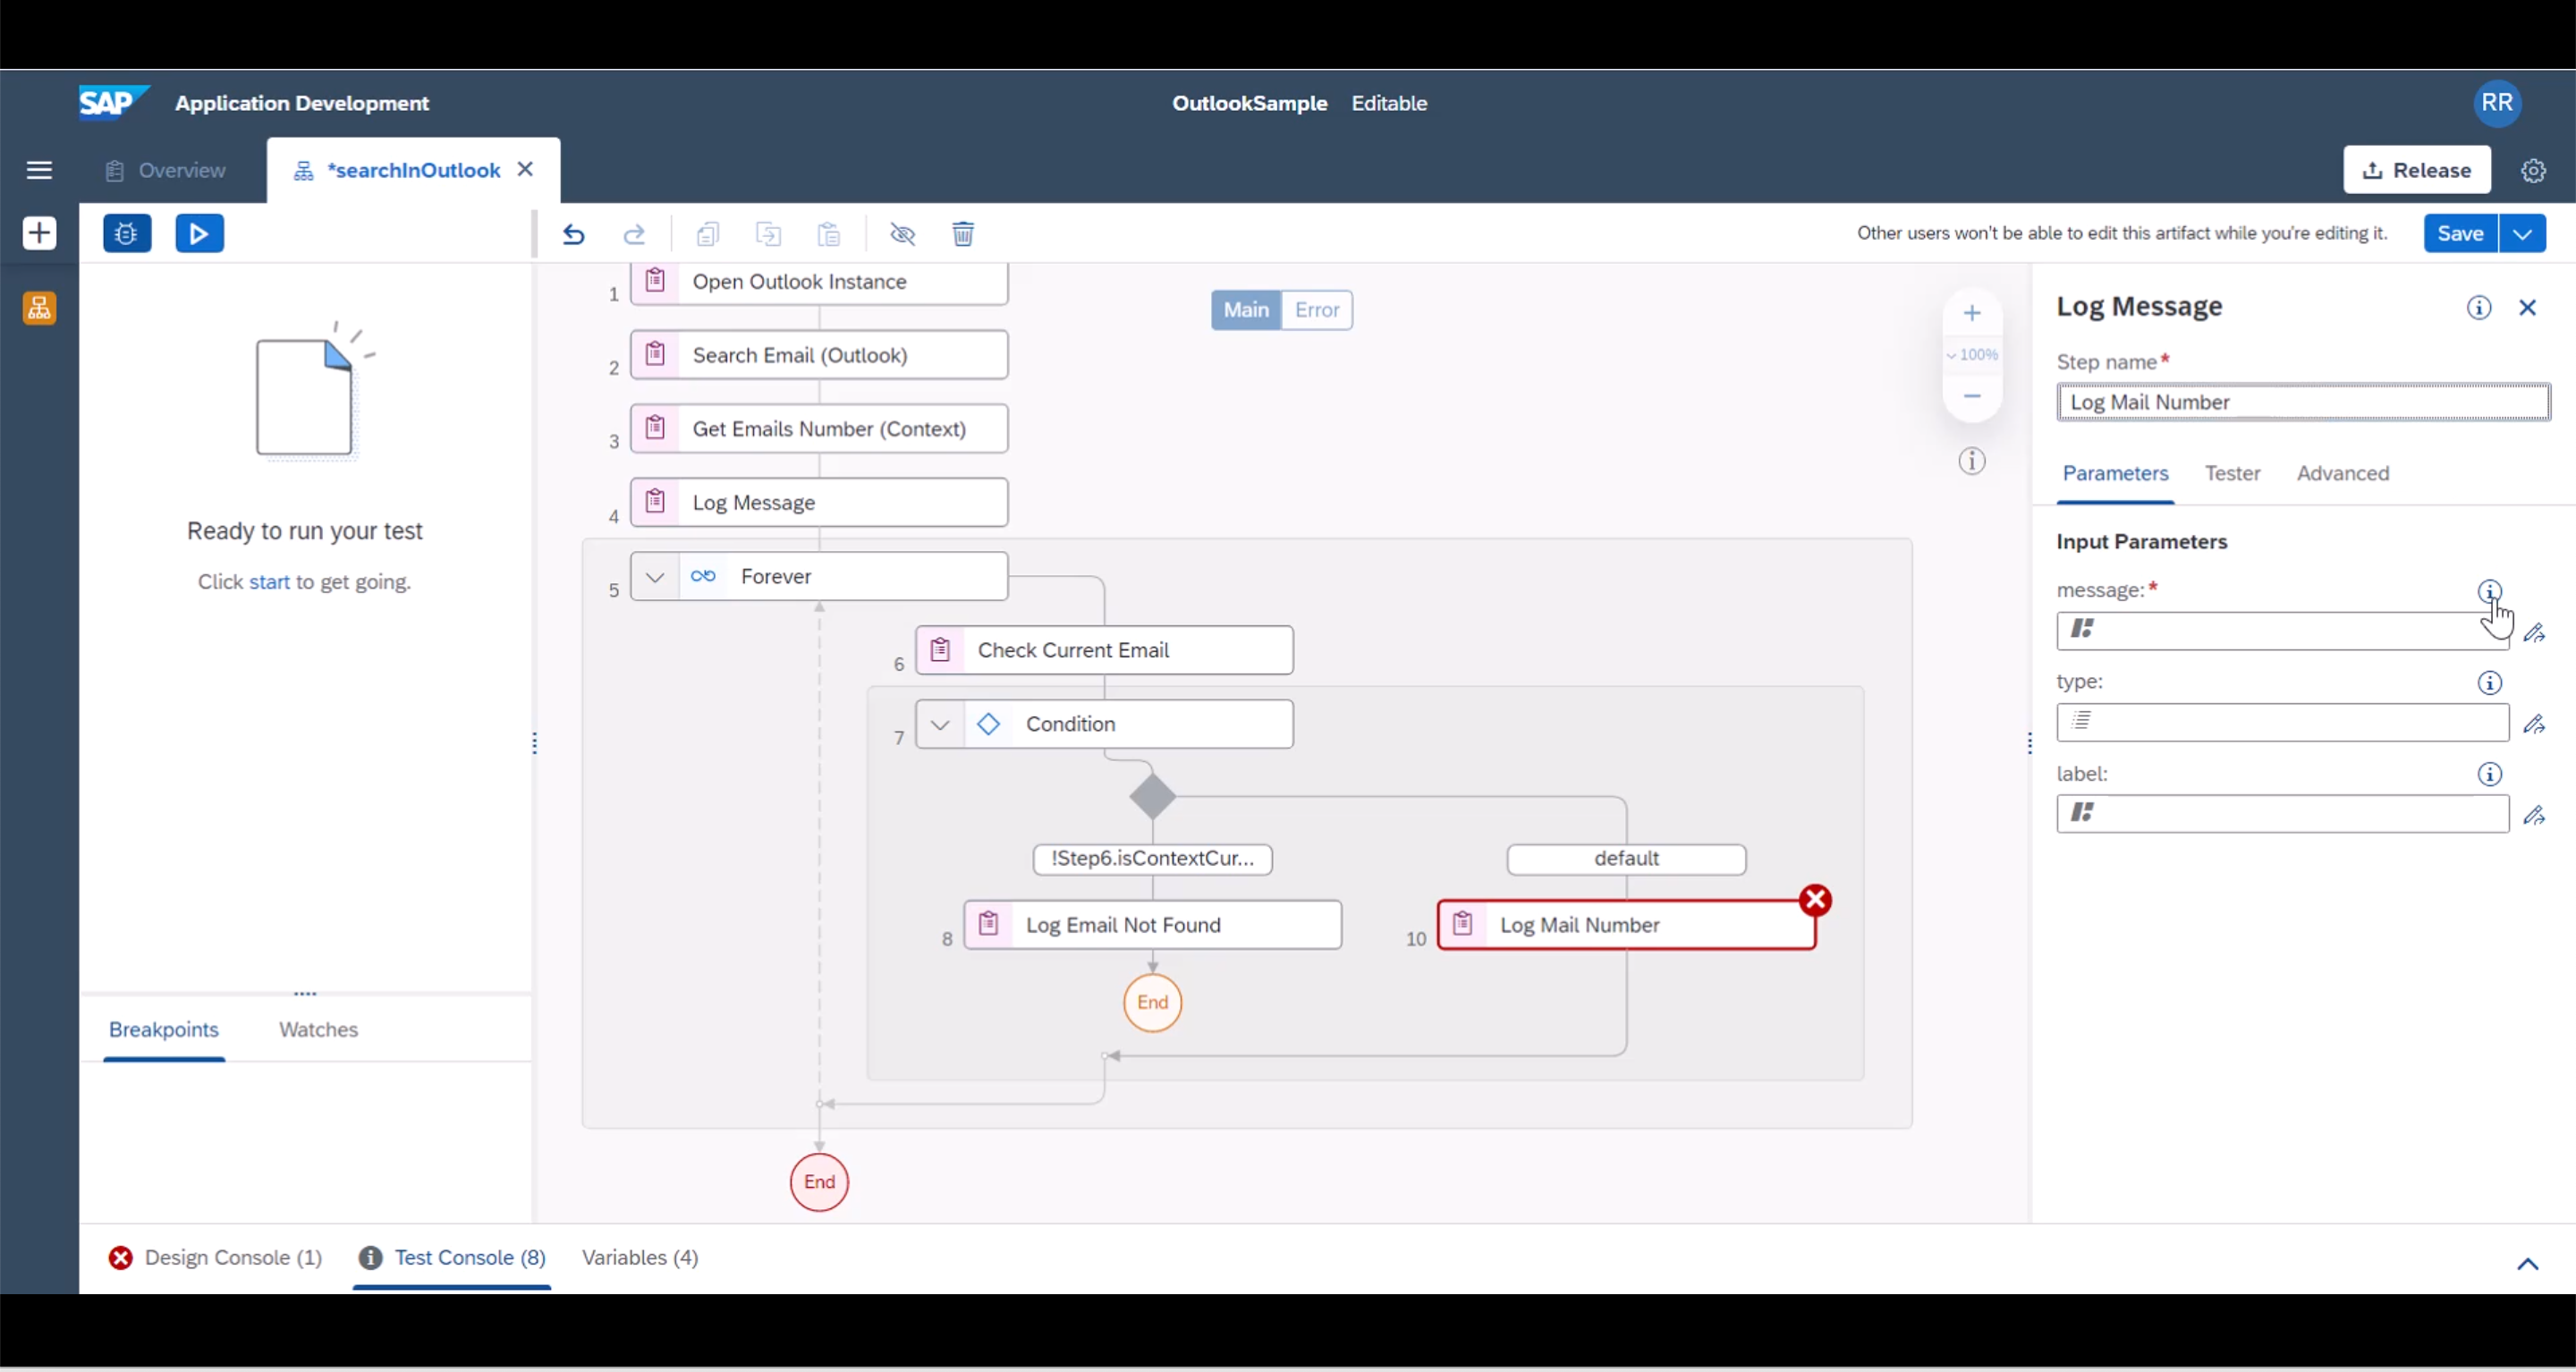 SAP Application Development
OutlookSample Editable
RR
Overview
*searchInOutlook
Release
Other users won't be able to edit this artifact while you're editing it.
Save
Ready to run your test
Click start to get going.
Breakpoints
Watches
1 Open Outlook Instance
2 Search Email (Outlook)
3 Get Emails Number (Context)
4 Log Message
5 Forever
6 Check Current Email
7 Condition
!Step6.isContextCur...
default
8 Log Email Not Found
10 Log Mail Number
End
End
Main
Error
100%
Log Message
Step name*
Log Mail Number
Parameters
Tester
Advanced
Input Parameters
message:*
type:
label:
Design Console (1)
Test Console (8)
Variables (4)